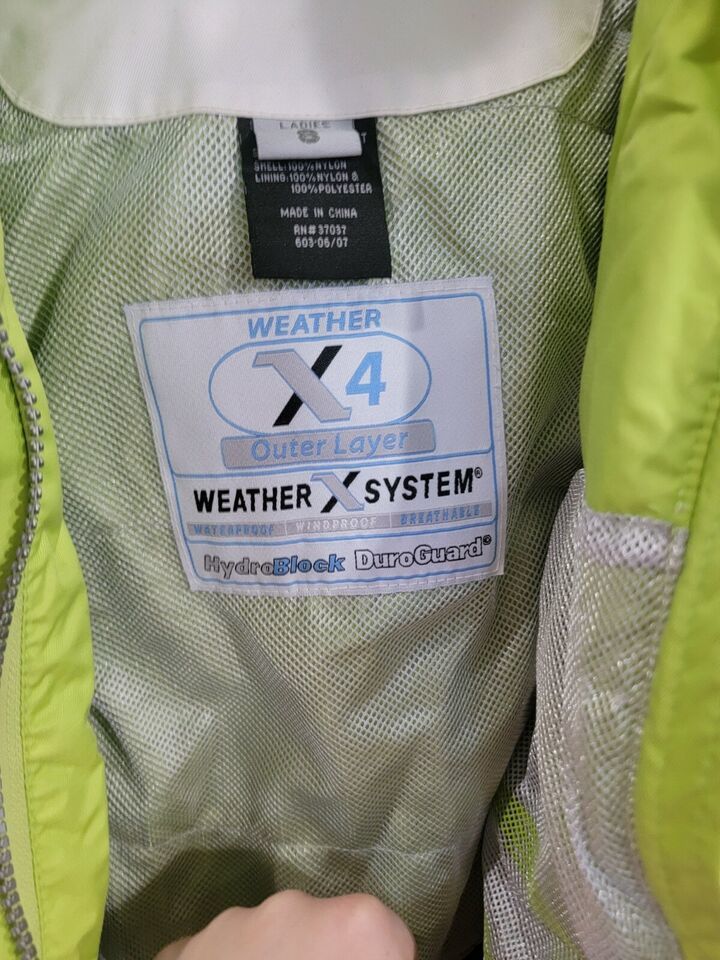 LADIES
SHELL:100%NYLON
LINING:100%NYLON &
100%POLYESTER
MADE IN CHINA
RN#37037
603-06/07
WEATHER
X4
Outer Layer
WEATHER X SYSTEM®
WATERPROOF WINDPROOF BREATHABLE
HydroBlock DuroGuard®